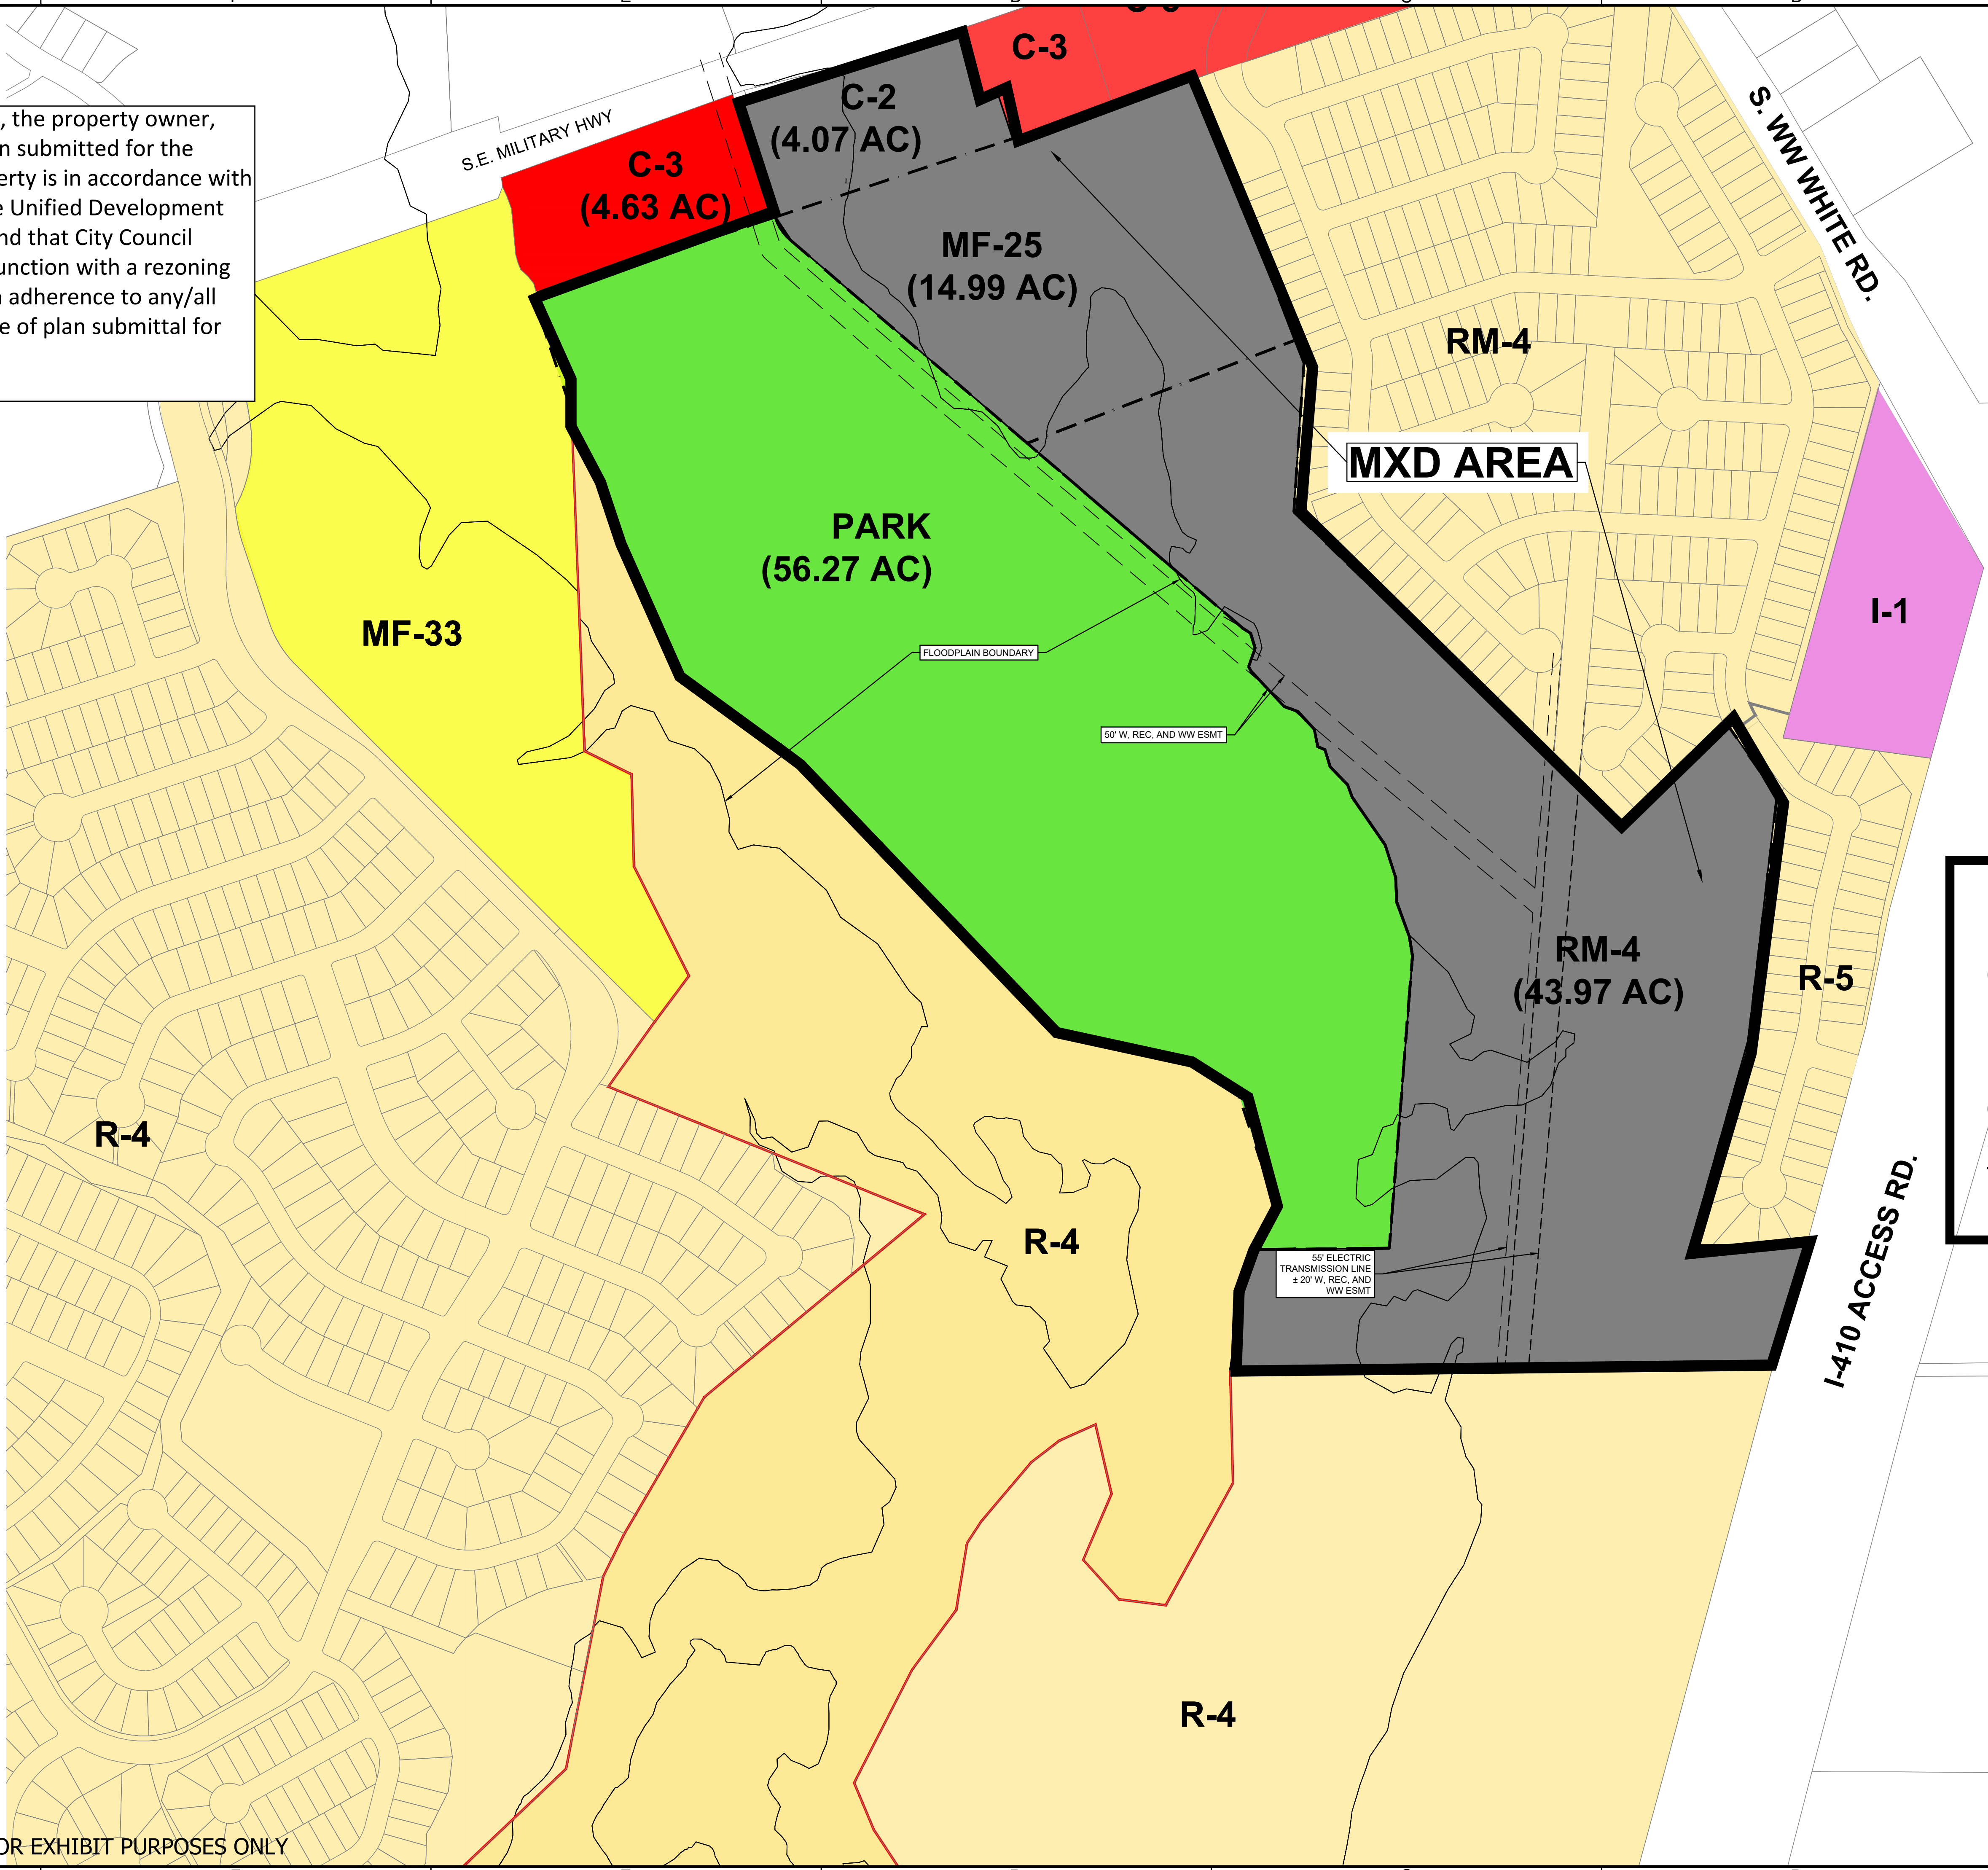 , the property owner,
n submitted for the
erty is in accordance with
e Unified Development
nd that City Council
unction with a rezoning
adherence to any/all
e of plan submittal for
S.E. MILITARY HWY
C-3
C-3
(4.63 AC)
C-2
(4.07 AC)
MF-25
(14.99 AC)
S. WW WHITE RD.
RM-4
MXD AREA
PARK
(56.27 AC)
I-1
MF-33
FLOODPLAIN BOUNDARY
50' W, REC, AND WW ESMT
RM-4
(43.97 AC)
R-5
R-4
R-4
55' ELECTRIC
TRANSMISSION LINE
± 20' W, REC, AND
WW ESMT
I-410 ACCESS RD.
R-4
OR EXHIBIT PURPOSES ONLY